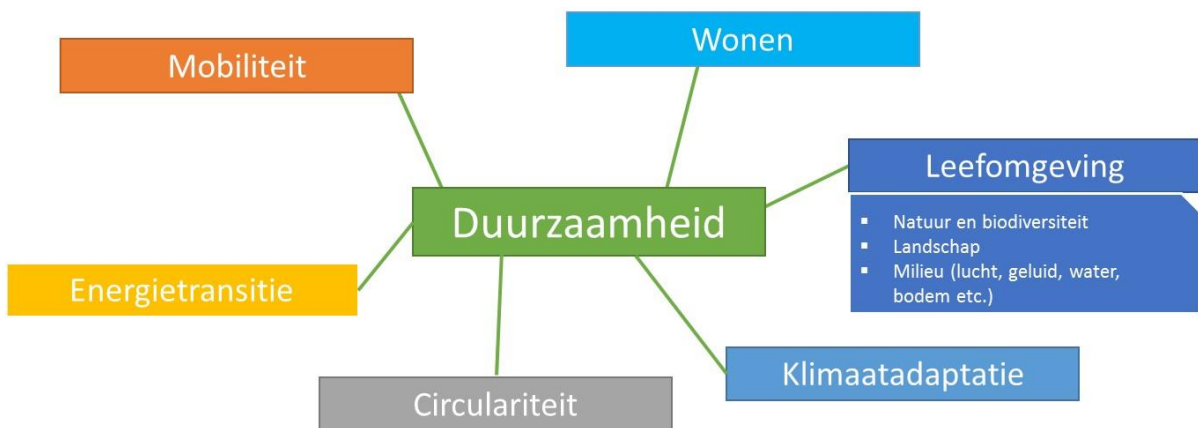 Wonen
Mobiliteit
Leefomgeving
Duurzaamheid
▪ Natuur en biodiversiteit
▪ Landschap
▪ Milieu (lucht, geluid, water,
bodem etc.)
Energietransitie
Klimaatadaptatie
Circulariteit